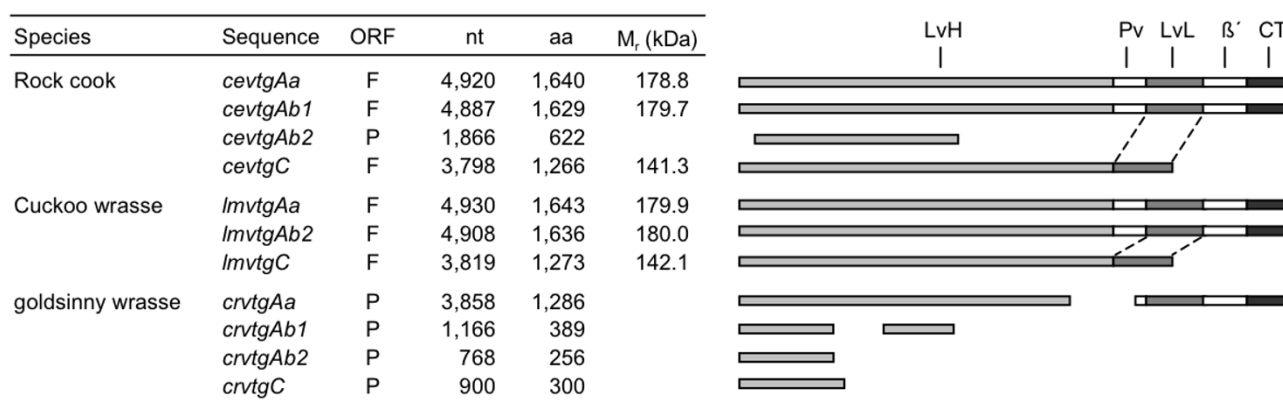 LvH Pv LvL ß´ CT
Species Sequence ORF nt aa Mr (kDa)
Rock cook cevtgAa F 4,920 1,640 178.8
cevtgAb1 F 4,887 1,629 179.7
cevtgAb2 P 1,866 622
cevtgC F 3,798 1,266 141.3
Cuckoo wrasse lmvtgAa F 4,930 1,643 179.9
lmvtgAb2 F 4,908 1,636 180.0
lmvtgC F 3,819 1,273 142.1
goldsinny wrasse crvtgAa P 3,858 1,286
crvtgAb1 P 1,166 389
crvtgAb2 P 768 256
crvtgC P 900 300